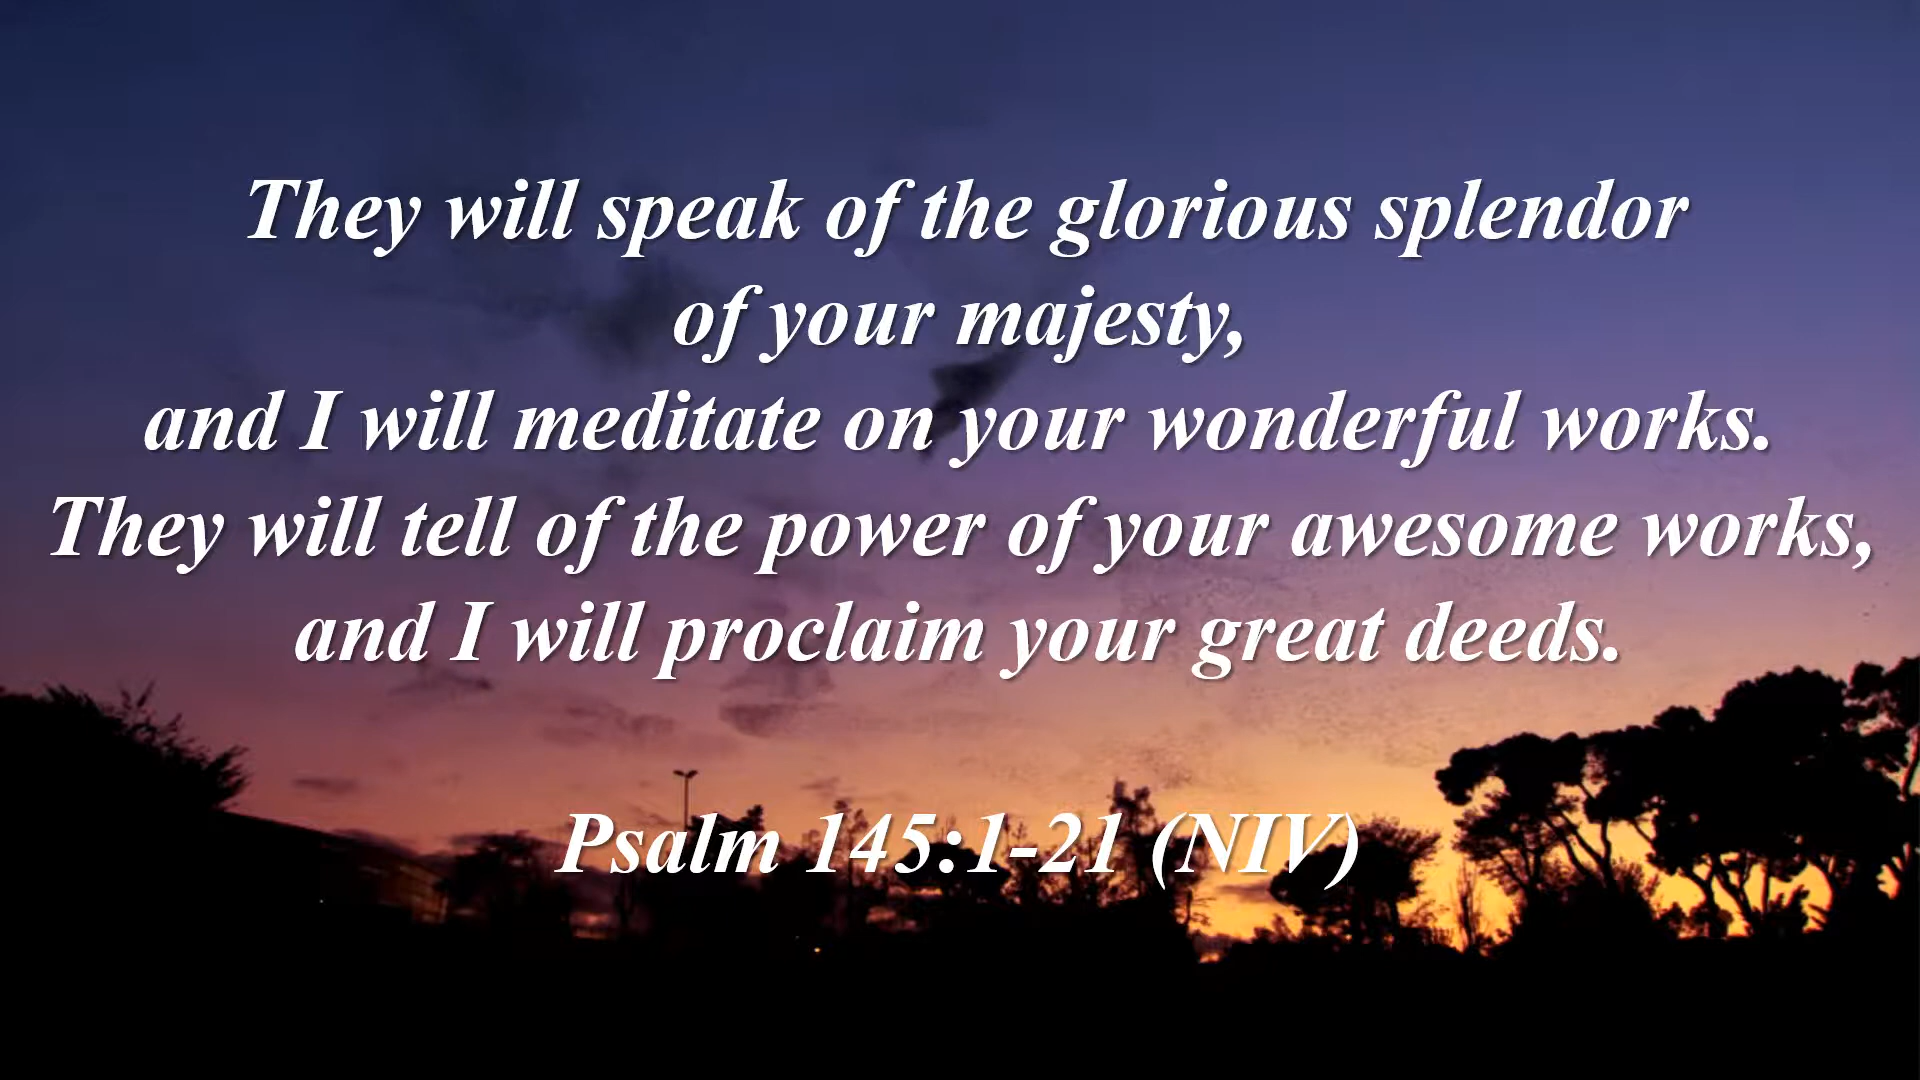 They will speak of the glorious splendor
of your majesty,
and I will meditate on your wonderful works.
They will tell of the power of your awesome works,
and I will proclaim your great deeds.
Psalm 145:1-21 (NIV)